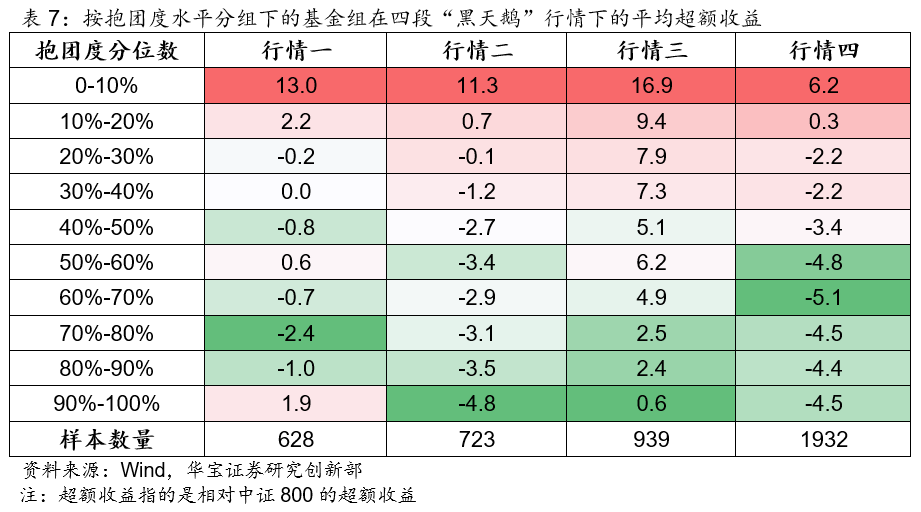 表 7：按抱团度水平分组下的基金组在四段“黑天鹅”行情下的平均超额收益
抱团度分位数 行情一 行情二 行情三 行情四
0-10% 13.0 11.3 16.9 6.2
10%-20% 2.2 0.7 9.4 0.3
20%-30% -0.2 -0.1 7.9 -2.2
30%-40% 0.0 -1.2 7.3 -2.2
40%-50% -0.8 -2.7 5.1 -3.4
50%-60% 0.6 -3.4 6.2 -4.8
60%-70% -0.7 -2.9 4.9 -5.1
70%-80% -2.4 -3.1 2.5 -4.5
80%-90% -1.0 -3.5 2.4 -4.4
90%-100% 1.9 -4.8 0.6 -4.5
样本数量 628 723 939 1932
资料来源：Wind，华宝证券研究创新部
注：超额收益指的是相对中证 800 的超额收益